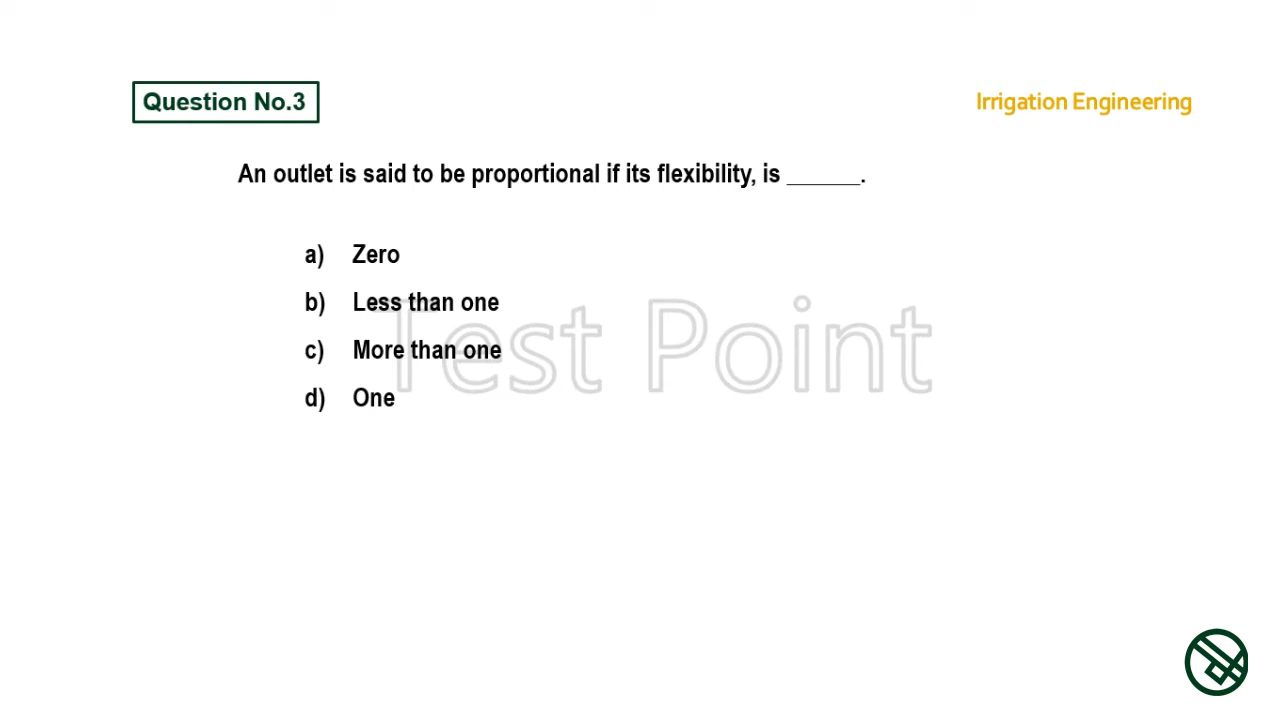 Question No.3
Irrigation Engineering
An outlet is said to be proportional if its flexibility, is ______.
a) Zero
b) Less than one
c) More than one
d) One
Test Point